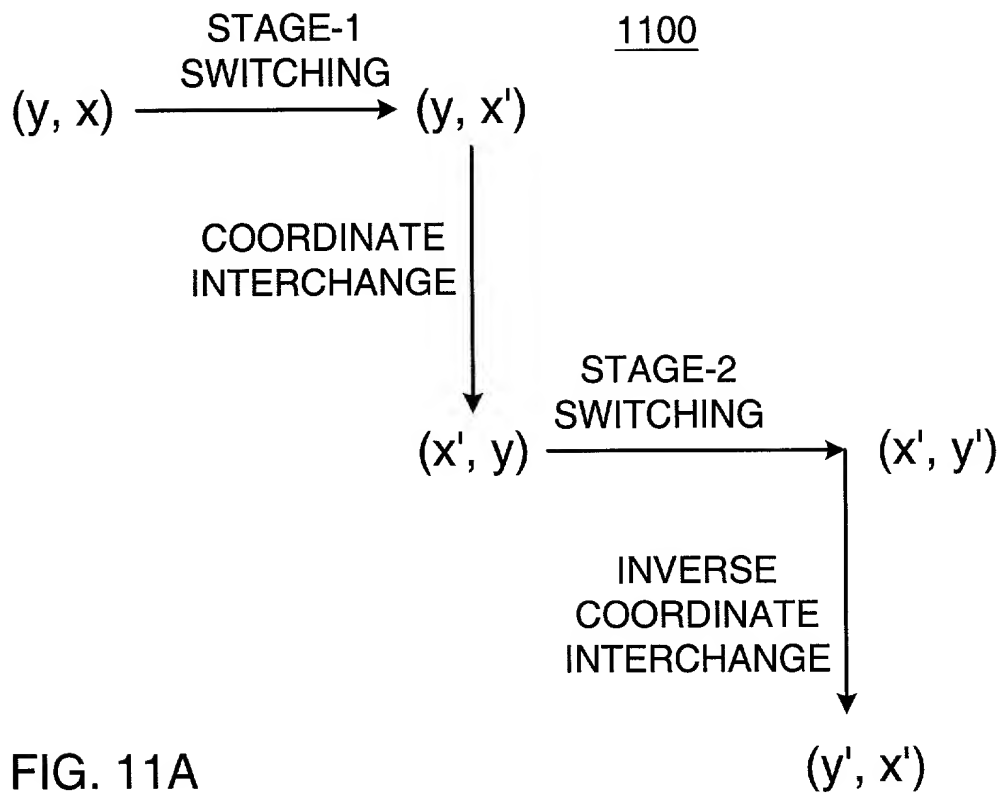 STAGE-1
SWITCHING
1100
(y, x)
(y, x')
COORDINATE
INTERCHANGE
STAGE-2
SWITCHING
(x', y)
(x', y')
INVERSE
COORDINATE
INTERCHANGE
FIG. 11A
(y', x')